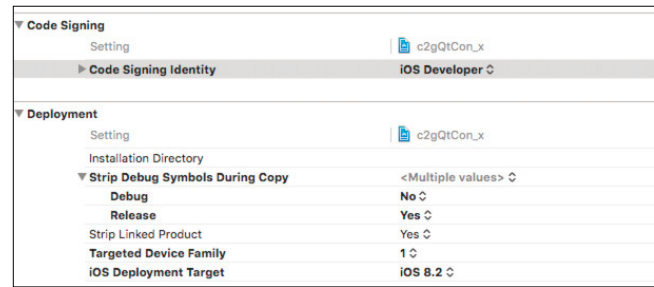 Code Signing
Setting c2gQtCon_x
Code Signing Identity iOS Developer
Deployment
Setting c2gQtCon_x
Installation Directory
Strip Debug Symbols During Copy <Multiple values>
Debug No
Release Yes
Strip Linked Product Yes
Targeted Device Family 1
iOS Deployment Target iOS 8.2